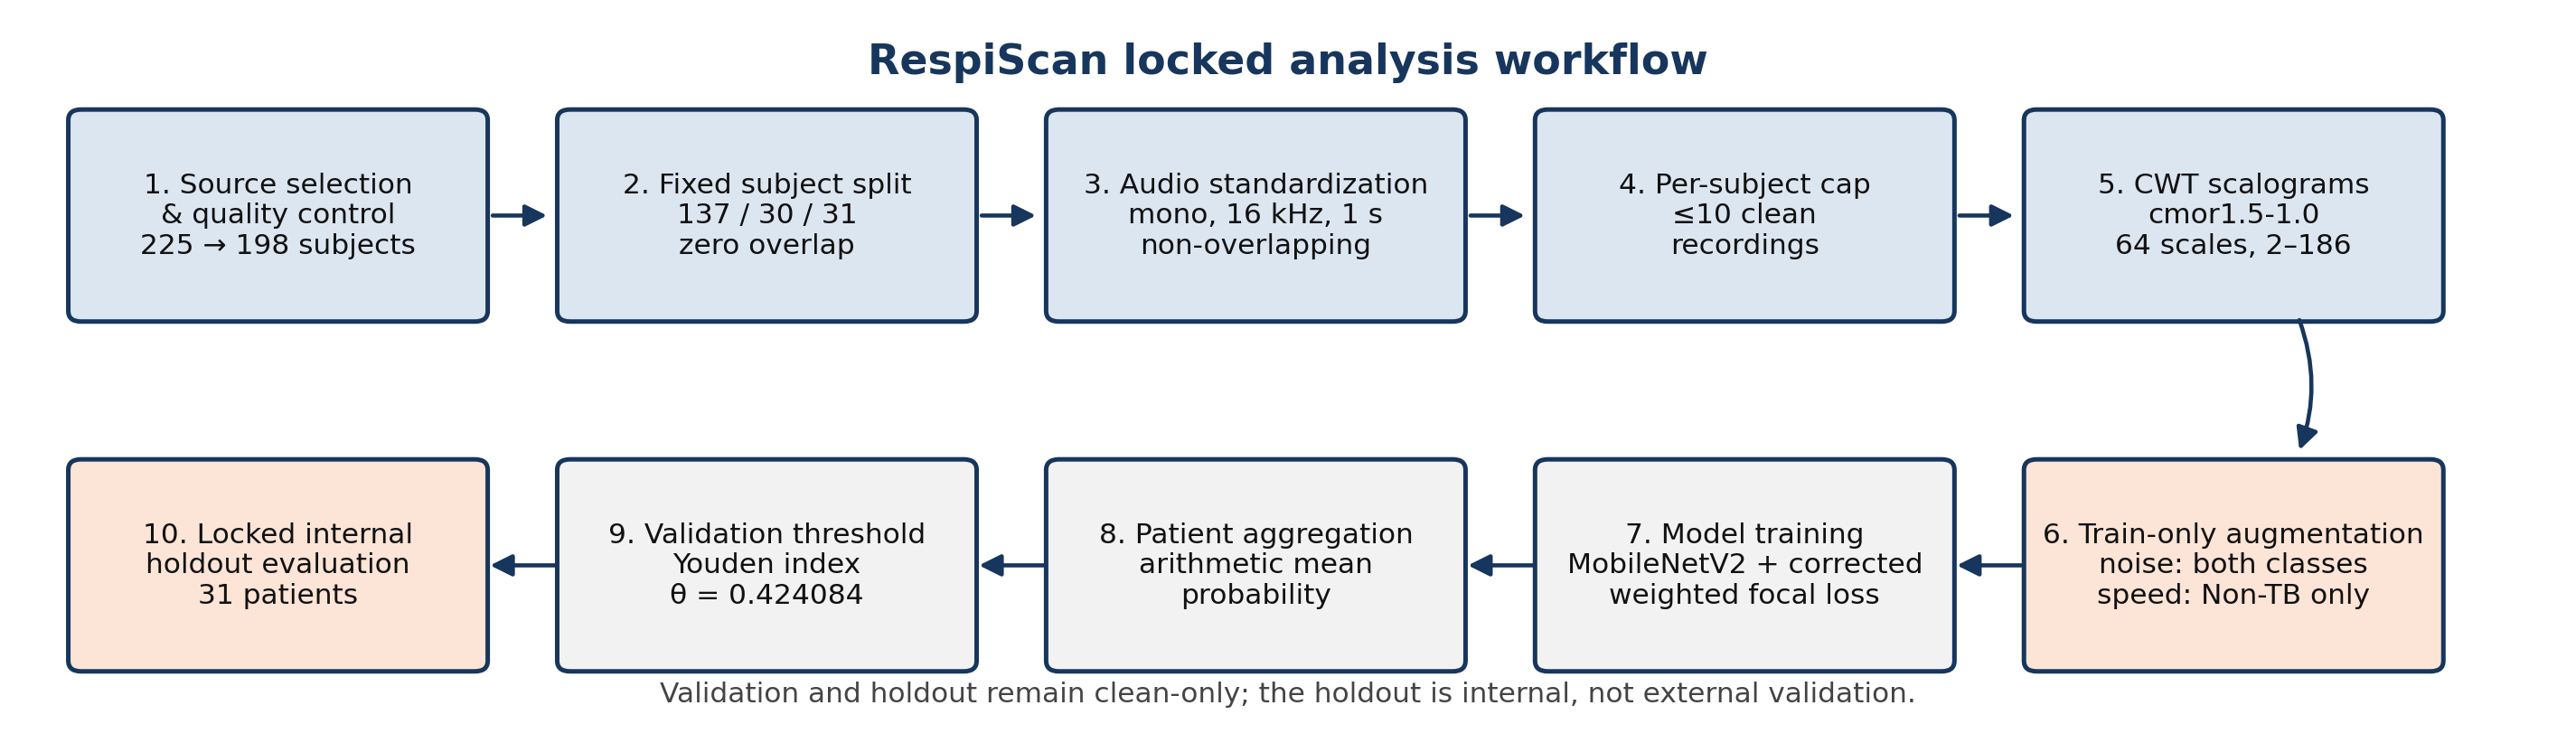 RespiScan locked analysis workflow
1. Source selection
& quality control
225 → 198 subjects
2. Fixed subject split
137 / 30 / 31
zero overlap
3. Audio standardization
mono, 16 kHz, 1 s
non-overlapping
4. Per-subject cap
≤10 clean
recordings
5. CWT scalograms
cmor1.5-1.0
64 scales, 2–186
6. Train-only augmentation
noise: both classes
speed: Non-TB only
7. Model training
MobileNetV2 + corrected
weighted focal loss
8. Patient aggregation
arithmetic mean
probability
9. Validation threshold
Youden index
θ = 0.424084
10. Locked internal
holdout evaluation
31 patients
Validation and holdout remain clean-only; the holdout is internal, not external validation.